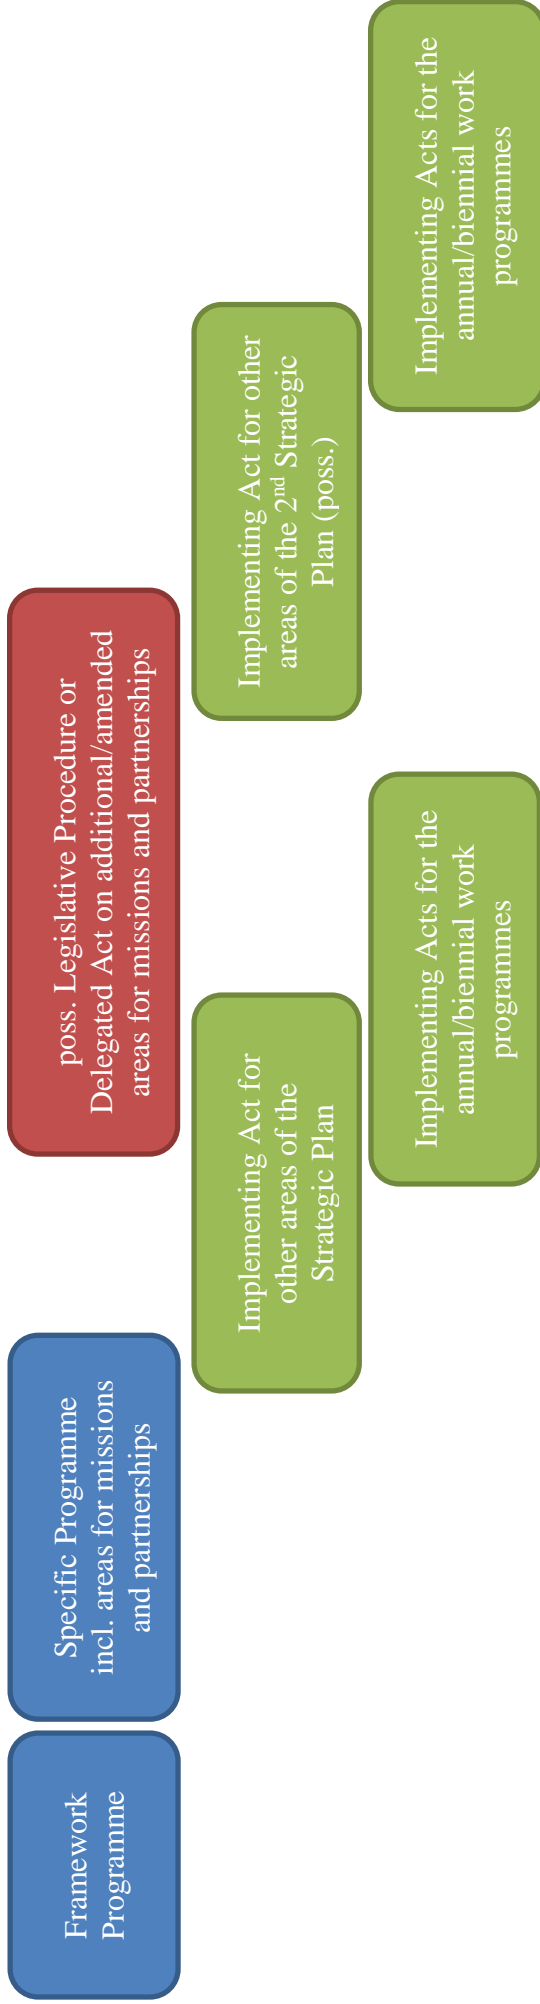 Framework
Programme
Specific Programme
incl. areas for missions
and partnerships
poss. Legislative Procedure or
Delegated Act on additional/amended
areas for missions and partnerships
Implementing Act for
other areas of the
Strategic Plan
Implementing Act for other
areas of the 2nd Strategic
Plan (poss.)
Implementing Acts for the
annual/biennial work
programmes
Implementing Acts for the
annual/biennial work
programmes